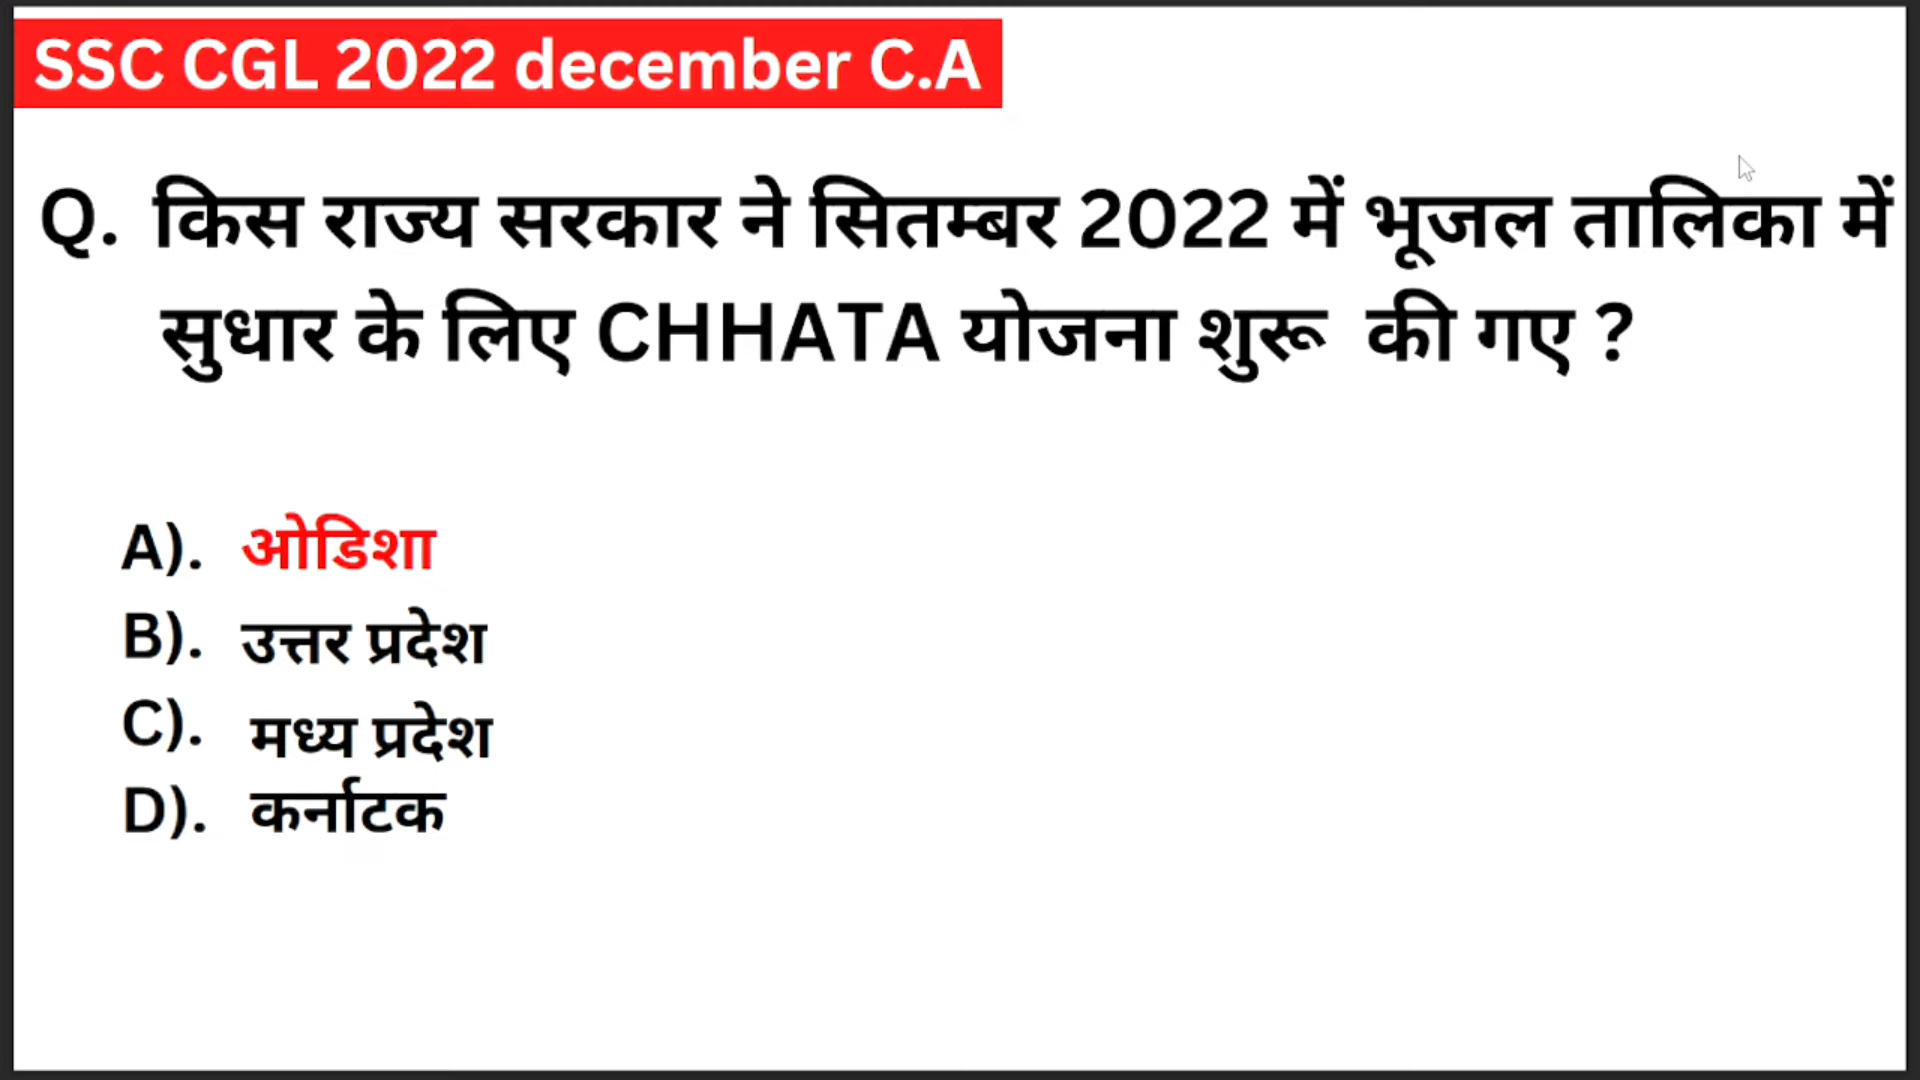 SSC CGL 2022 december C.A
Q. किस राज्य सरकार ने सितम्बर 2022 में भूजल तालिका में
सुधार के लिए CHHATA योजना शुरू की गए ?
A). ओडिशा
B). उत्तर प्रदेश
C). मध्य प्रदेश
D). कर्नाटक